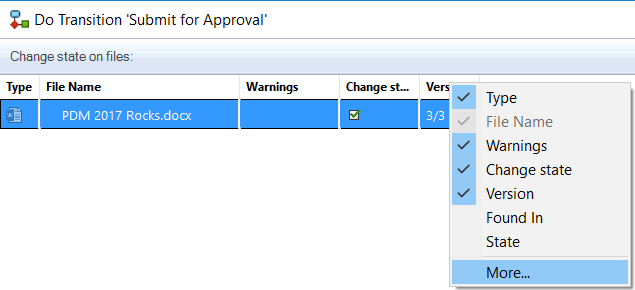 Do Transition 'Submit for Approval'
Change state on files:
Type File Name Warnings Change st... Vers
PDM 2017 Rocks.docx 3/3
Type
File Name
Warnings
Change state
Version
Found In
State
More...